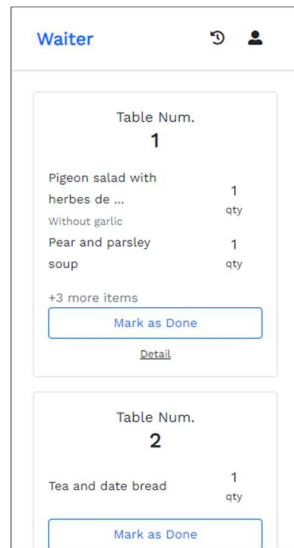 Waiter
Table Num.
1
Pigeon salad with
herbes de ...
1
qty
Without garlic
Pear and parsley
soup
1
qty
+3 more items
Mark as Done
Detail
Table Num.
2
Tea and date bread
1
qty
Mark as Done